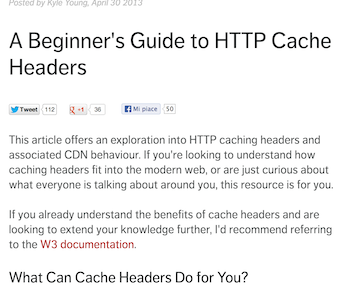 Posted by Kyle Young, April 30 2013
A Beginner's Guide to HTTP Cache
Headers
Tweet 112 +1 36 Mi piace 50
This article offers an exploration into HTTP caching headers and
associated CDN behaviour. If you're looking to understand how
caching headers fit into the modern web, or are just curious about
what everyone is talking about around you, this resource is for you.
If you already understand the benefits of cache headers and are
looking to extend your knowledge further, I'd recommend referring
to the W3 documentation.
What Can Cache Headers Do for You?